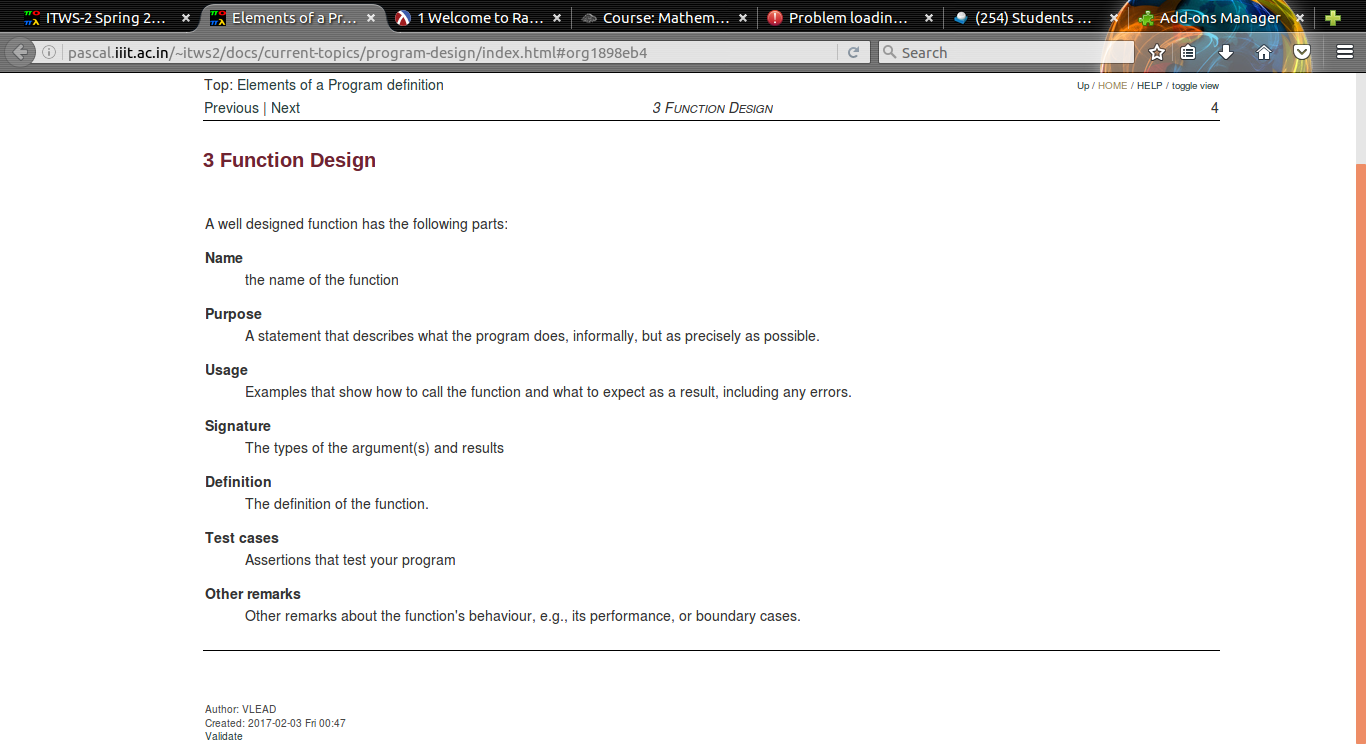 ITWS-2 Spring 2... × Elements of a Pr... × 1 Welcome to Ra... × Course: Mathem... × Problem loadin... × (254) Students ... × Add-ons Manager ×
pascal.iiit.ac.in/~itws2/docs/current-topics/program-design/index.html#org1898eb4 Search
Top: Elements of a Program definition Up / HOME / HELP / toggle view
Previous | Next 3 FUNCTION DESIGN 4
3 Function Design
A well designed function has the following parts:
Name
the name of the function
Purpose
A statement that describes what the program does, informally, but as precisely as possible.
Usage
Examples that show how to call the function and what to expect as a result, including any errors.
Signature
The types of the argument(s) and results
Definition
The definition of the function.
Test cases
Assertions that test your program
Other remarks
Other remarks about the function's behaviour, e.g., its performance, or boundary cases.
Author: VLEAD
Created: 2017-02-03 Fri 00:47
Validate